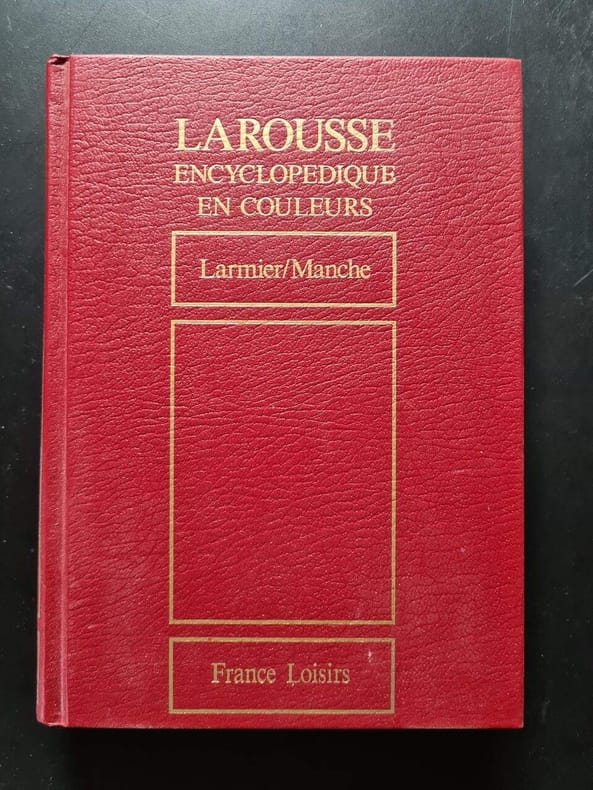 LAROUSSE
ENCYCLOPEDIQUE
EN COULEURS
Larmier/Manche
France Loisirs